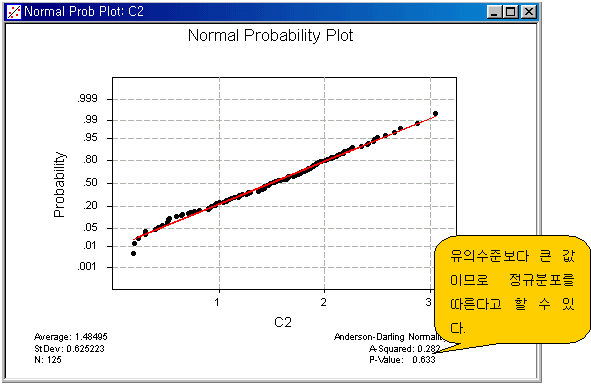 Normal Prob Plot: C2
Normal Probability Plot
.999
.99
.95
.80
.50
.20
.05
.01
.001
Probability
1
2
3
C2
유의수준보다 큰 값
이므로 정규분포를
따른다고 할 수 있
다.
Average: 1.48495
StDev: 0.625223
N: 125
Anderson-Darling Normality
A-Squared: 0.282
P-Value: 0.633